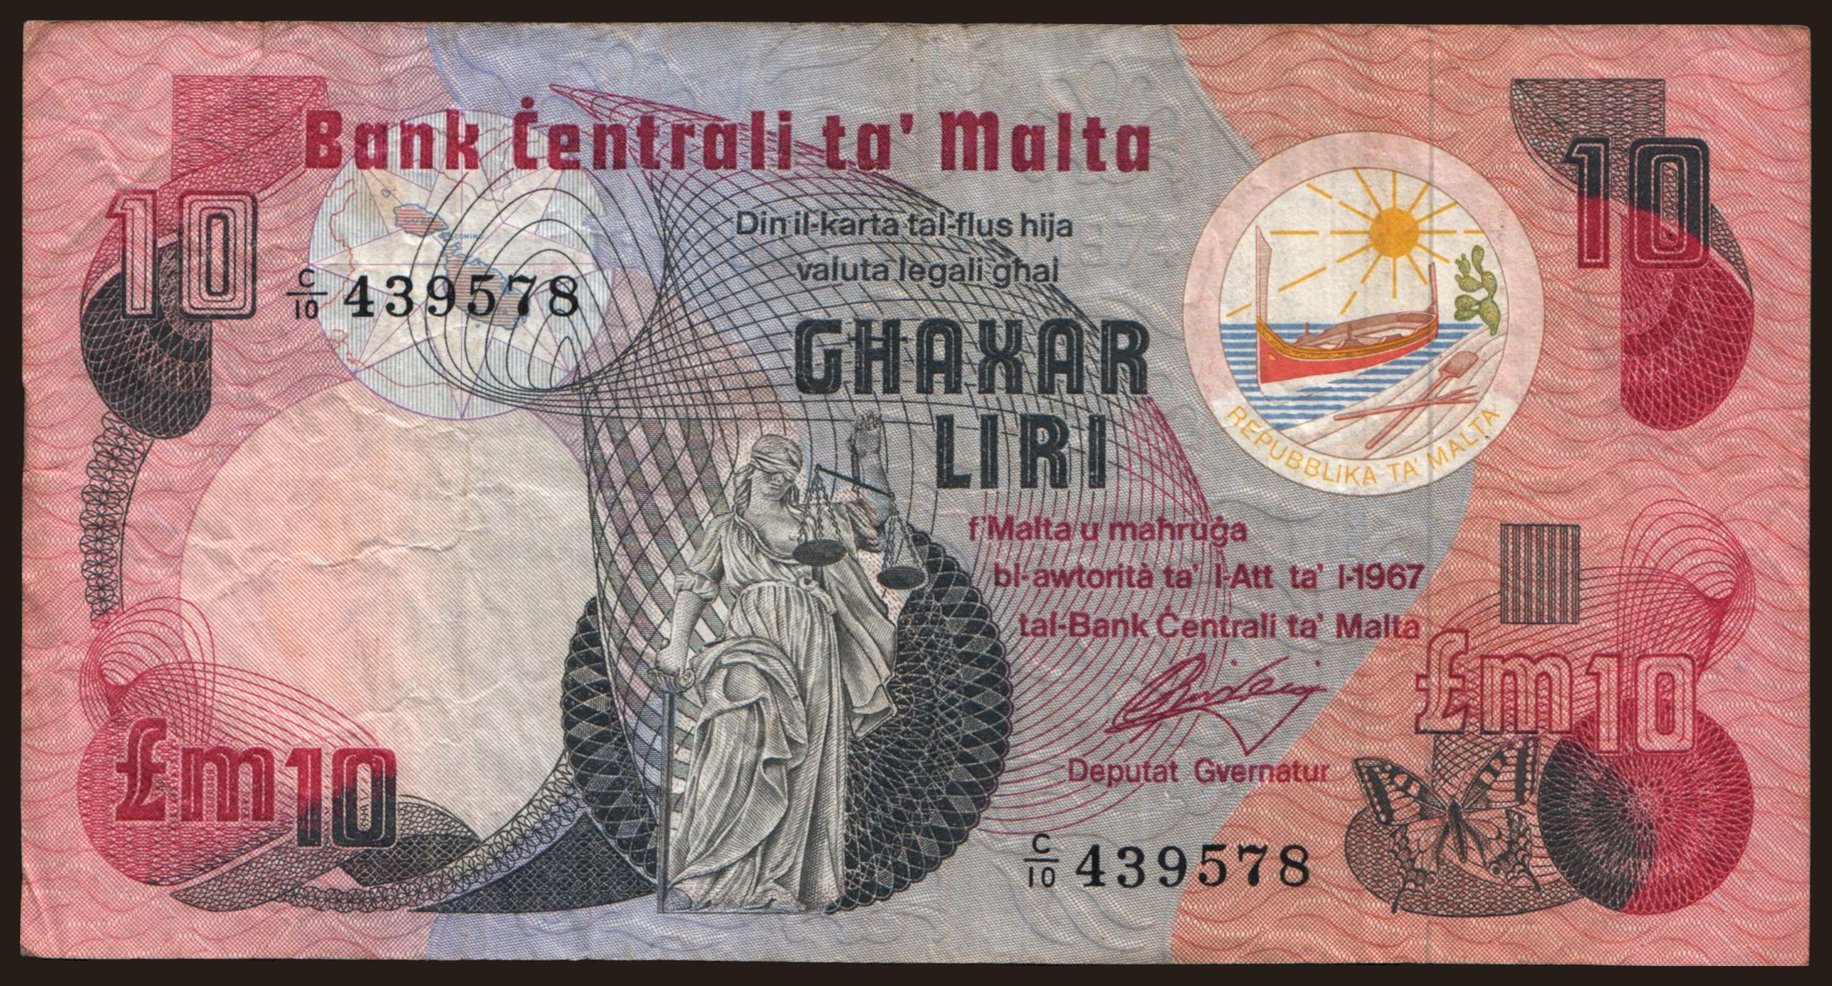 Bank Ċentrali ta' Malta
10
10
C/10 439578
Din il-karta tal-flus hija
valuta legali għal
GĦAXAR
LIRI
REPUBBLIKA TA' MALTA
f'Malta u maħruġa
bl-awtorità ta' l-Att ta' l-1967
tal-Bank Ċentrali ta' Malta
Deputat Gvernatur
£m10
£m10
C/10 439578